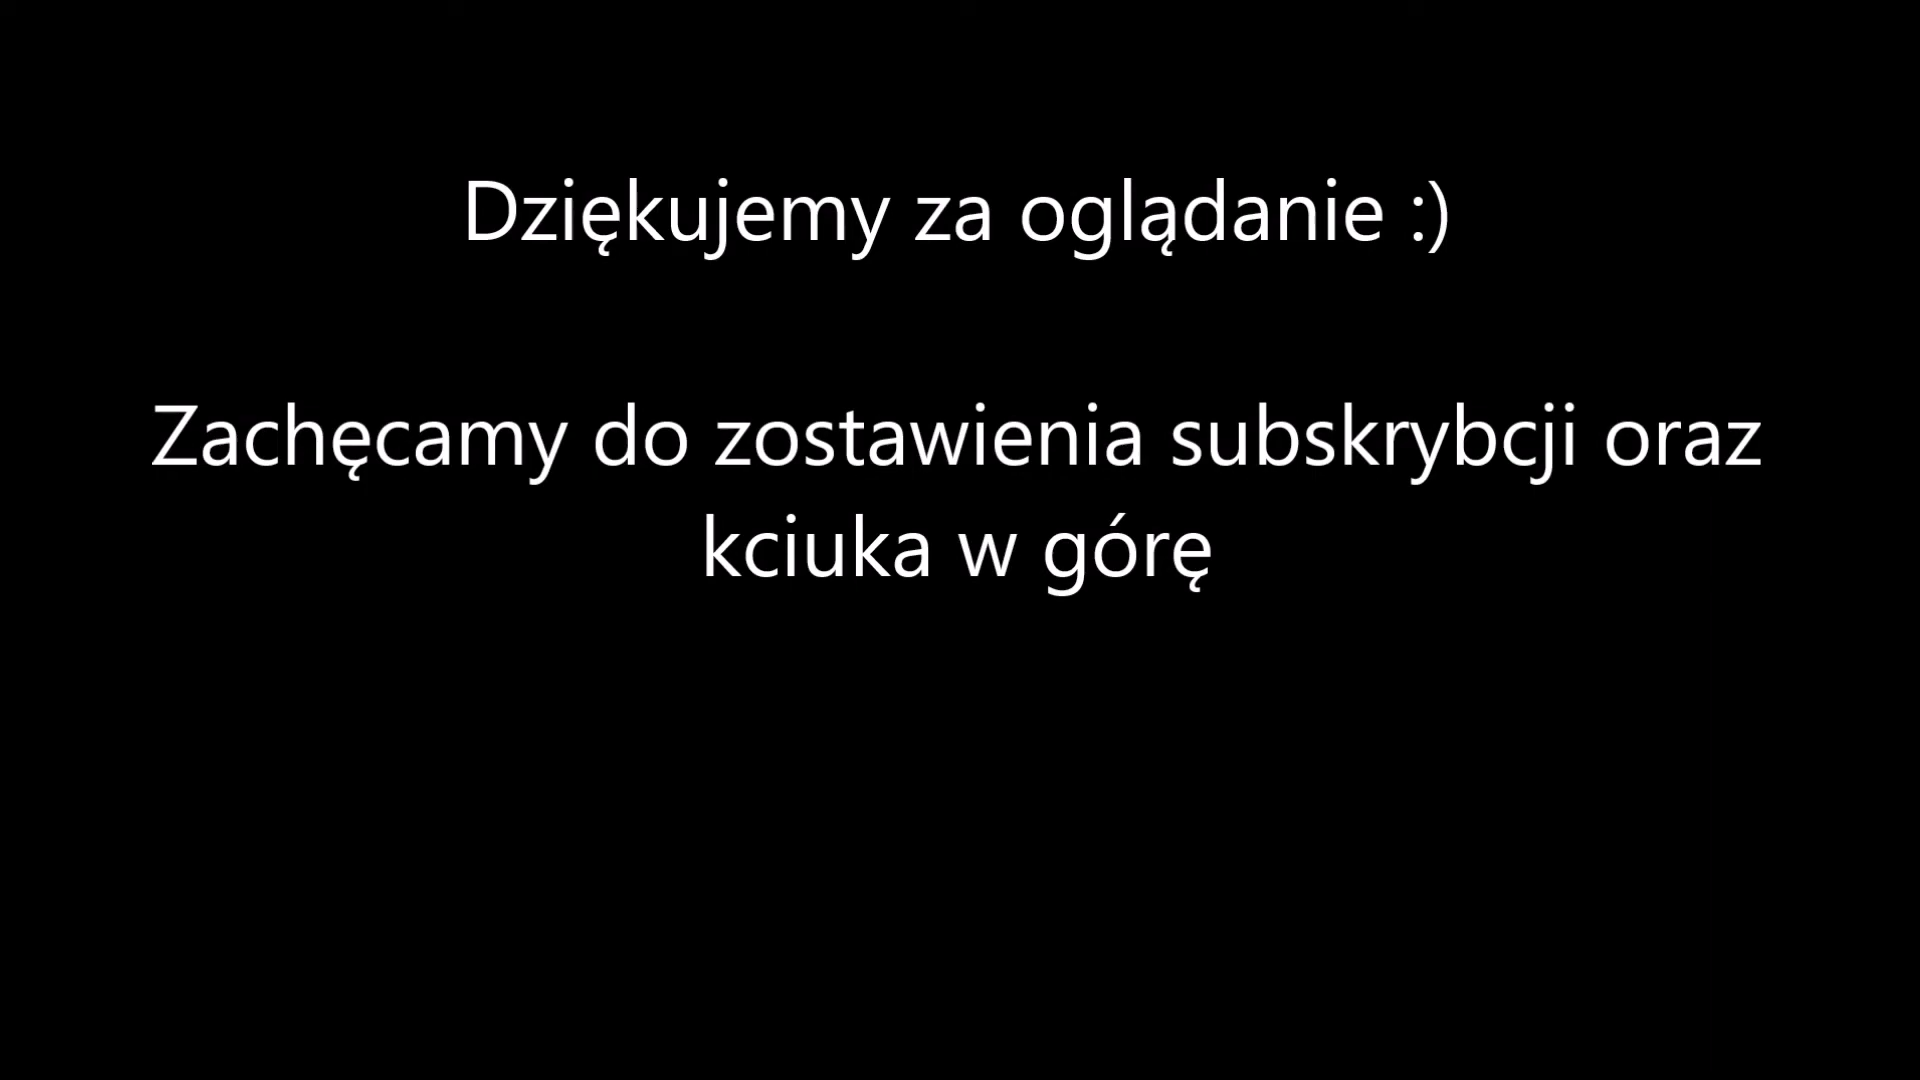 Dziękujemy za oglądanie :)
Zachęcamy do zostawienia subskrybcji oraz
kciuka w górę